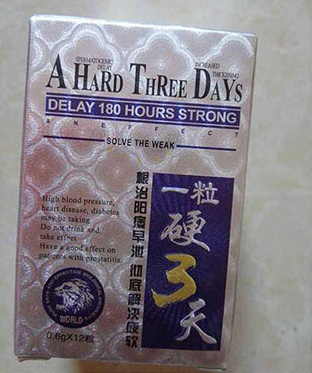 SPERMATOGENIC DELAY
INCREASED THICKENING
A HARD THREE DAYS
DELAY 180 HOURS STRONG
AN EFFECT
SOLVE THE WEAK
High blood pressure,
heart disease, diabetes
may be taking
Do not drink and
take effect
Have a good effect on
patients with prostatitis.
WORLD
0.6gX12粒
根治阳痿早泄 彻底解决疲软
一粒
硬
3
天